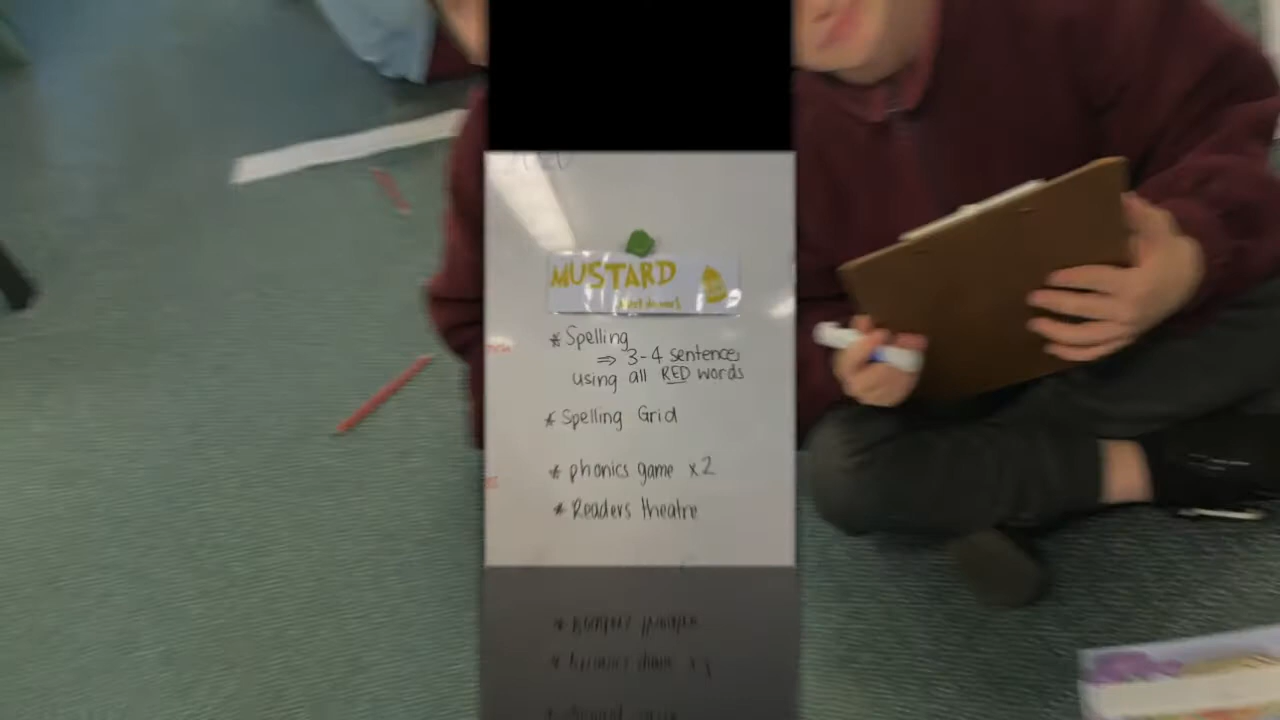 MUSTARD
* Spelling
⇒ 3-4 sentences
using all RED words
* Spelling Grid
* phonics game x2
* Readers theatre